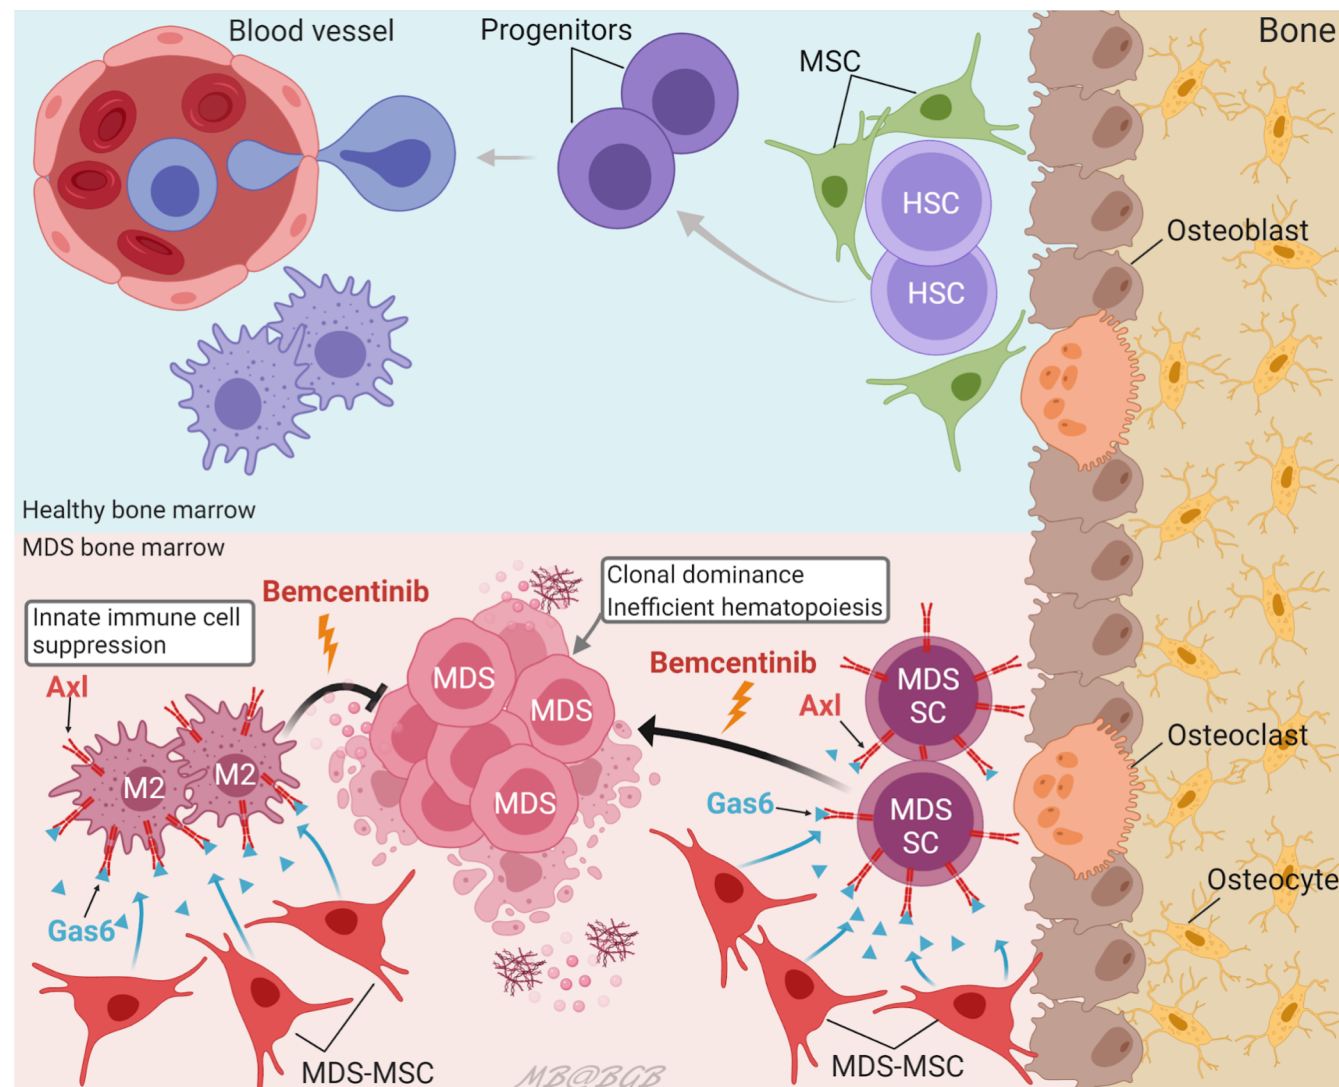 Blood vessel
Progenitors
MSC
Bone
HSC
HSC
Osteoblast
Healthy bone marrow
MDS bone marrow
Innate immune cell
suppression
Bemcentinib
Clonal dominance
Inefficient hematopoiesis
Axl
M2
M2
MDS
MDS
MDS
Bemcentinib
Axl
MDS
SC
Osteoclast
Gas6
MDS
SC
Gas6
Osteocyte
MDS-MSC
MDS-MSC
MB@BGB